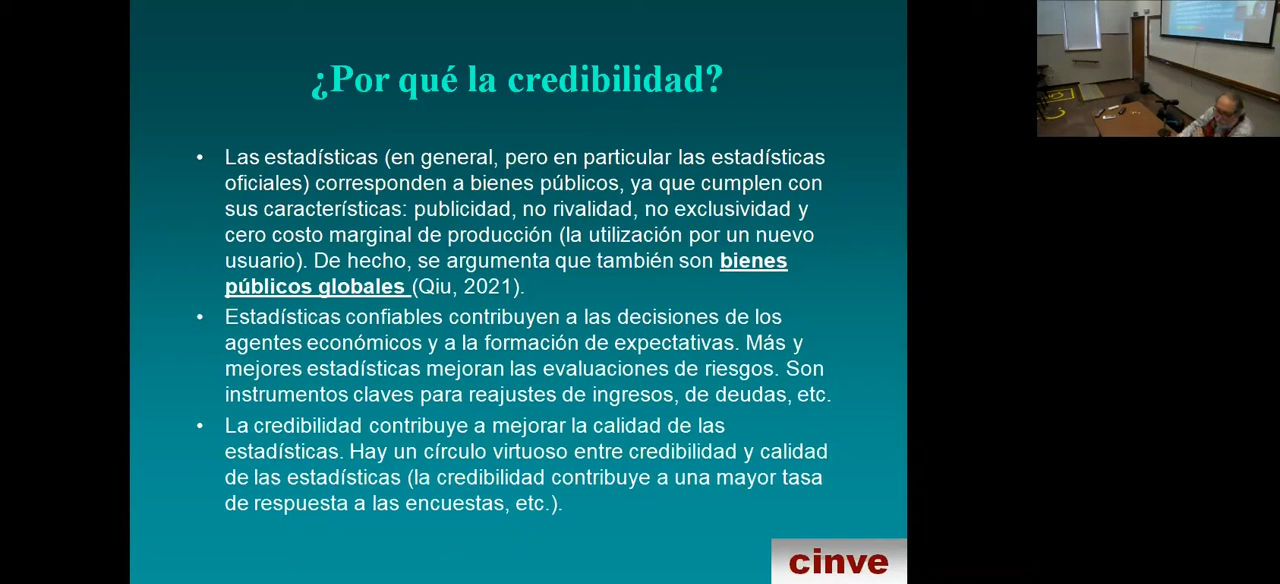 ¿Por qué la credibilidad?
• Las estadísticas (en general, pero en particular las estadísticas
oficiales) corresponden a bienes públicos, ya que cumplen con
sus características: publicidad, no rivalidad, no exclusividad y
cero costo marginal de producción (la utilización por un nuevo
usuario). De hecho, se argumenta que también son bienes
públicos globales (Qiu, 2021).
• Estadísticas confiables contribuyen a las decisiones de los
agentes económicos y a la formación de expectativas. Más y
mejores estadísticas mejoran las evaluaciones de riesgos. Son
instrumentos claves para reajustes de ingresos, de deudas, etc.
• La credibilidad contribuye a mejorar la calidad de las
estadísticas. Hay un círculo virtuoso entre credibilidad y calidad
de las estadísticas (la credibilidad contribuye a una mayor tasa
de respuesta a las encuestas, etc.).
cinve